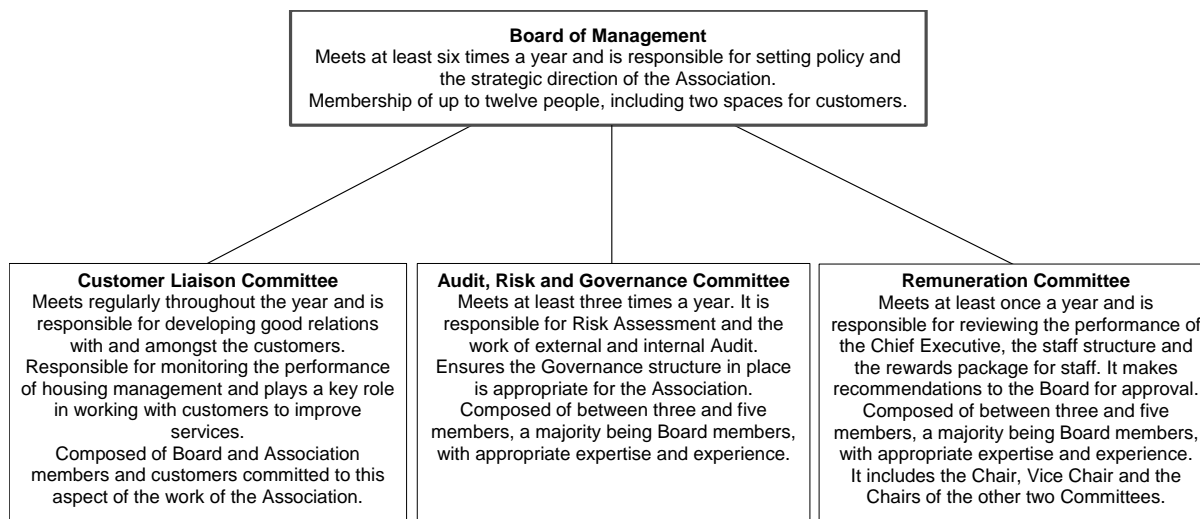 Board of Management
Meets at least six times a year and is responsible for setting policy and
the strategic direction of the Association.
Membership of up to twelve people, including two spaces for customers.
Customer Liaison Committee
Meets regularly throughout the year and is
responsible for developing good relations
with and amongst the customers.
Responsible for monitoring the performance
of housing management and plays a key role
in working with customers to improve
services.
Composed of Board and Association
members and customers committed to this
aspect of the work of the Association.
Audit, Risk and Governance Committee
Meets at least three times a year. It is
responsible for Risk Assessment and the
work of external and internal Audit.
Ensures the Governance structure in place
is appropriate for the Association.
Composed of between three and five
members, a majority being Board members,
with appropriate expertise and experience.
Remuneration Committee
Meets at least once a year and is
responsible for reviewing the performance of
the Chief Executive, the staff structure and
the rewards package for staff. It makes
recommendations to the Board for approval.
Composed of between three and five
members, a majority being Board members,
with appropriate expertise and experience.
It includes the Chair, Vice Chair and the
Chairs of the other two Committees.